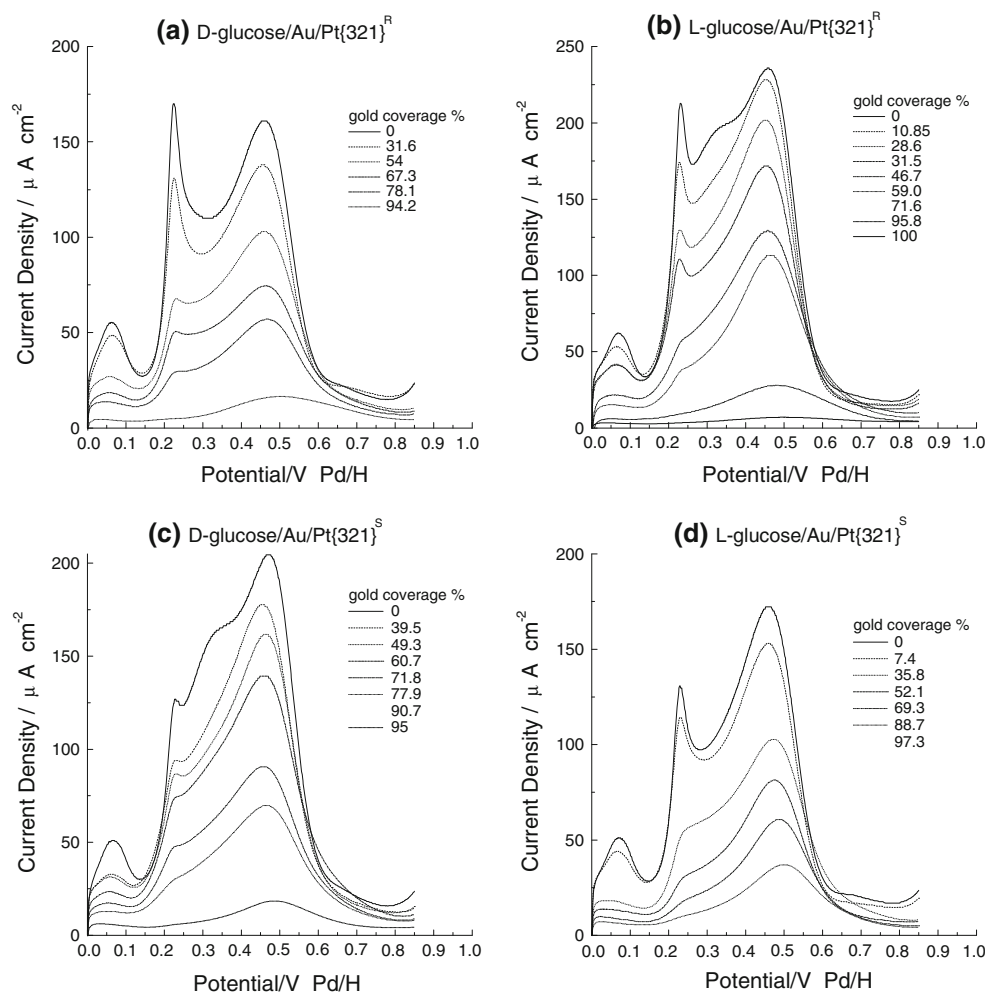 (a) D-glucose/Au/Pt{321}R
200
150
100
50
0
0.0 0.1 0.2 0.3 0.4 0.5 0.6 0.7 0.8 0.9 1.0
Current Density / μ A cm-2
Potential/V Pd/H
gold coverage %
0
31.6
54
67.3
78.1
94.2
(b) L-glucose/Au/Pt{321}R
250
200
150
100
50
0
0.0 0.1 0.2 0.3 0.4 0.5 0.6 0.7 0.8 0.9 1.0
Current Density / μ A cm-2
Potential/V Pd/H
gold coverage %
0
10.85
28.6
31.5
46.7
59.0
71.6
95.8
100
(c) D-glucose/Au/Pt{321}S
200
150
100
50
0
0.0 0.1 0.2 0.3 0.4 0.5 0.6 0.7 0.8 0.9 1.0
Current Density / μ A cm-2
Potential/V Pd/H
gold coverage %
0
39.5
49.3
60.7
71.8
77.9
90.7
95
(d) L-glucose/Au/Pt{321}S
200
150
100
50
0
0.0 0.1 0.2 0.3 0.4 0.5 0.6 0.7 0.8 0.9 1.0
Current Density / μ A cm-2
Potential/V Pd/H
gold coverage %
0
7.4
35.8
52.1
69.3
88.7
97.3